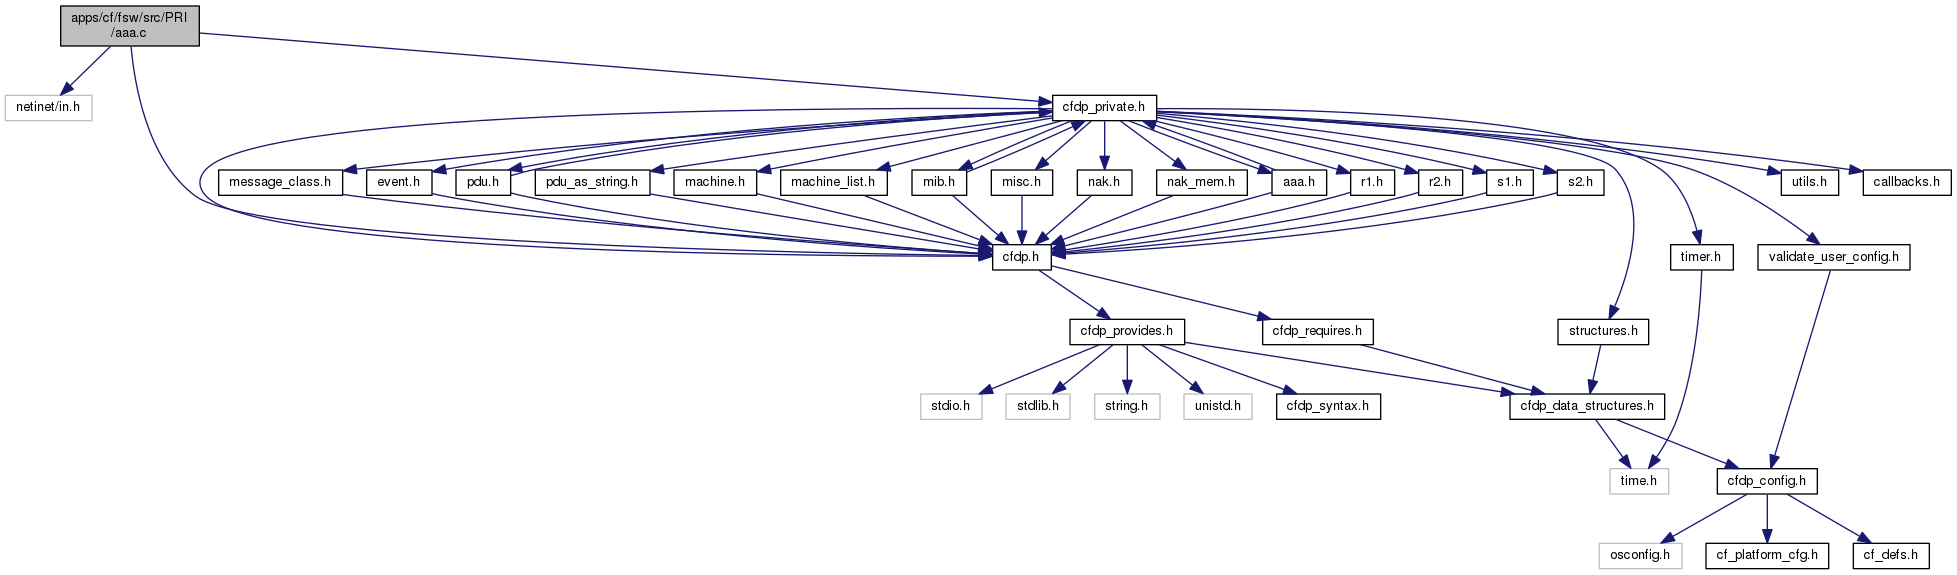 apps/cf/fsw/src/PRI
/aaa.c
netinet/in.h
cfdp_private.h
message_class.h
event.h
pdu.h
pdu_as_string.h
machine.h
machine_list.h
mib.h
misc.h
nak.h
nak_mem.h
aaa.h
r1.h
r2.h
s1.h
s2.h
utils.h
callbacks.h
cfdp.h
timer.h
validate_user_config.h
cfdp_provides.h
cfdp_requires.h
structures.h
stdio.h
stdlib.h
string.h
unistd.h
cfdp_syntax.h
cfdp_data_structures.h
time.h
cfdp_config.h
osconfig.h
cf_platform_cfg.h
cf_defs.h